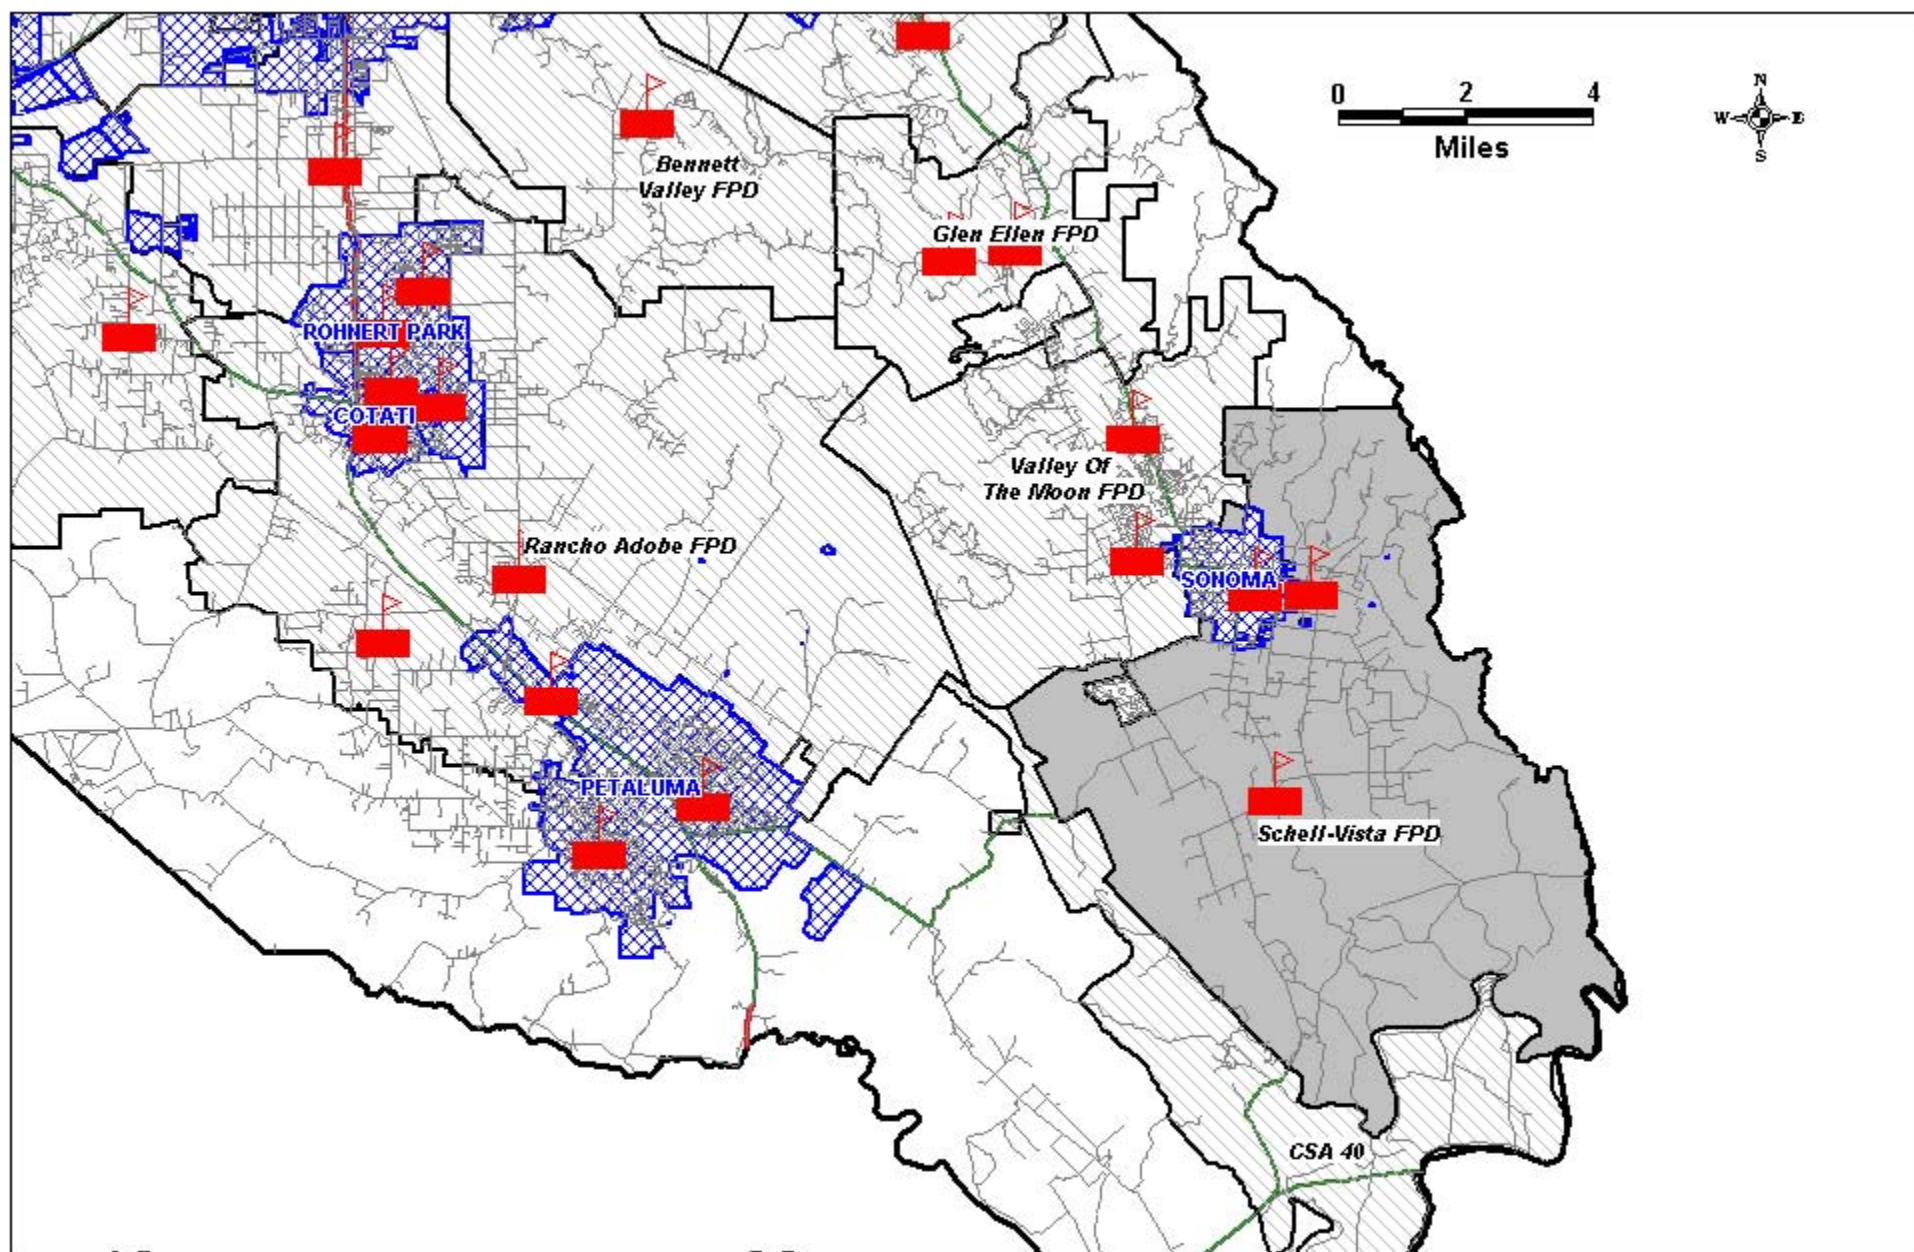 0 2 4
Miles
N
W E
S
Bennett
Valley FPD
Glen Ellen FPD
ROHNERT PARK
COTATI
Valley Of
The Moon FPD
Rancho Adobe FPD
SONOMA
PETALUMA
Schell-Vista FPD
CSA 40